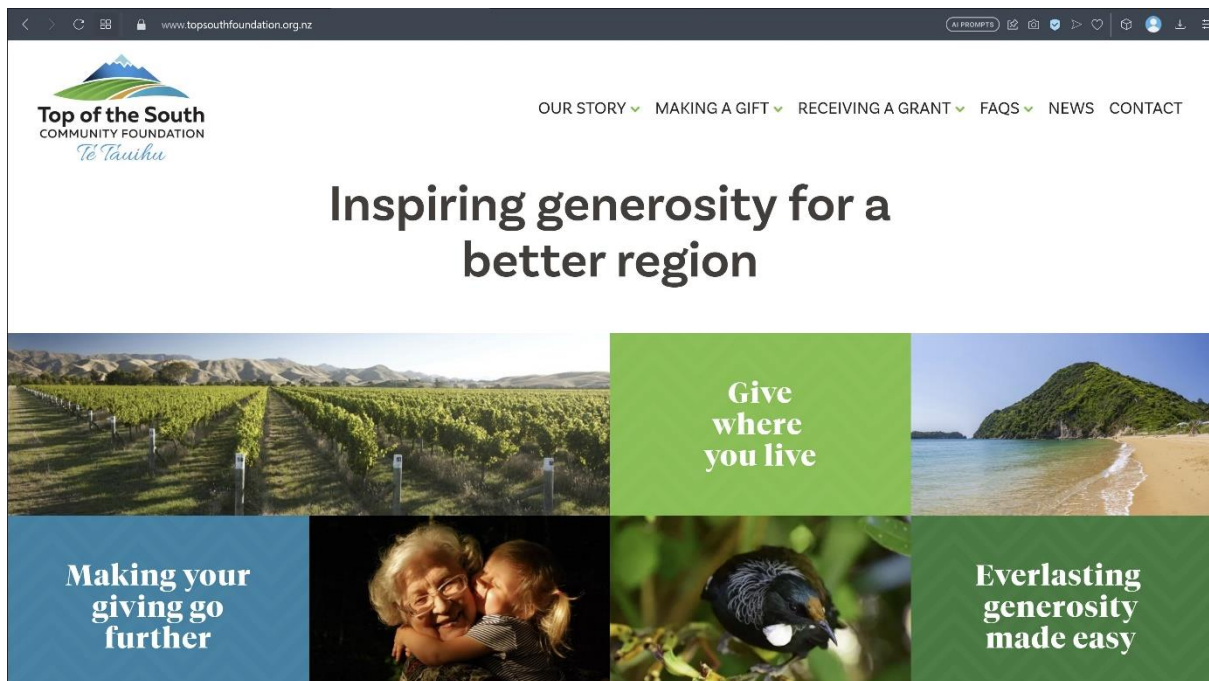 www.topsouthfoundation.org.nz
AI PROMPTS
Top of the South
COMMUNITY FOUNDATION
Te Tauihu
OUR STORY MAKING A GIFT RECEIVING A GRANT FAQS NEWS CONTACT
Inspiring generosity for a
better region
Give
where
you live
Making your
giving go
further
Everlasting
generosity
made easy